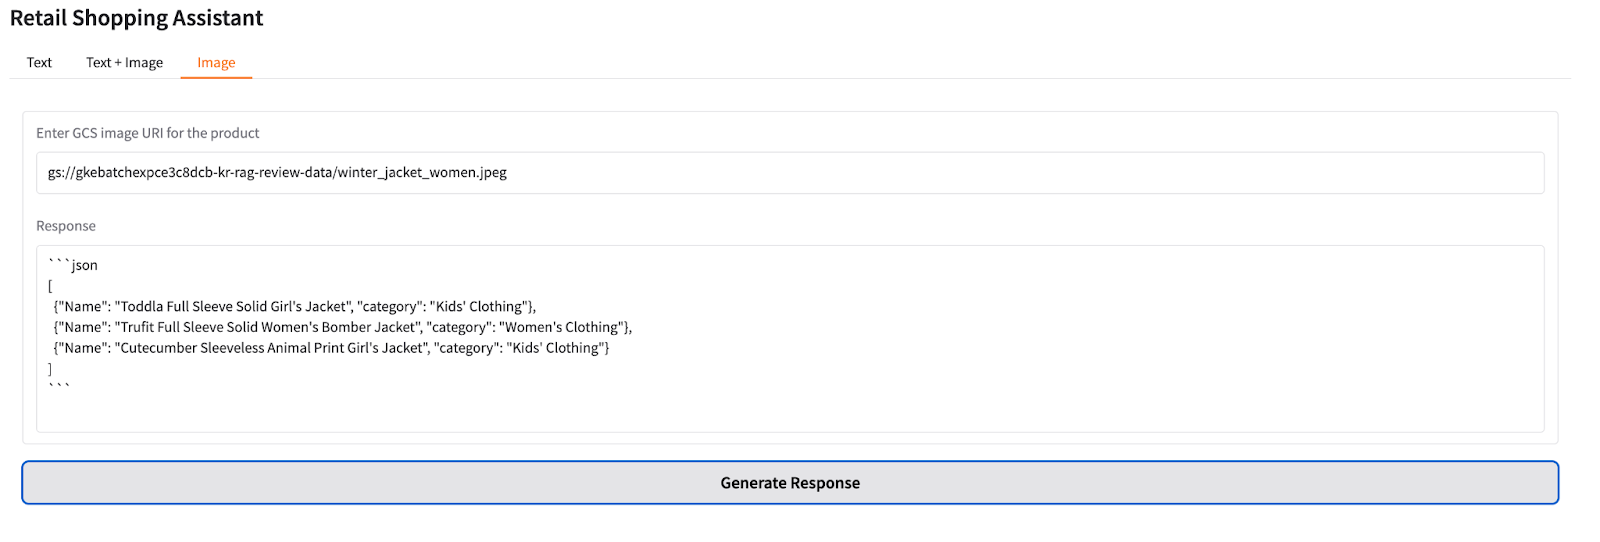 Retail Shopping Assistant
Text
Text + Image
Image
Enter GCS image URI for the product
gs://gkebatchexpce3c8dcb-kr-rag-review-data/winter_jacket_women.jpeg
Response
```json
[
  {"Name": "Toddla Full Sleeve Solid Girl's Jacket", "category": "Kids' Clothing"},
  {"Name": "Trufit Full Sleeve Solid Women's Bomber Jacket", "category": "Women's Clothing"},
  {"Name": "Cutecumber Sleeveless Animal Print Girl's Jacket", "category": "Kids' Clothing"}
]
```
Generate Response